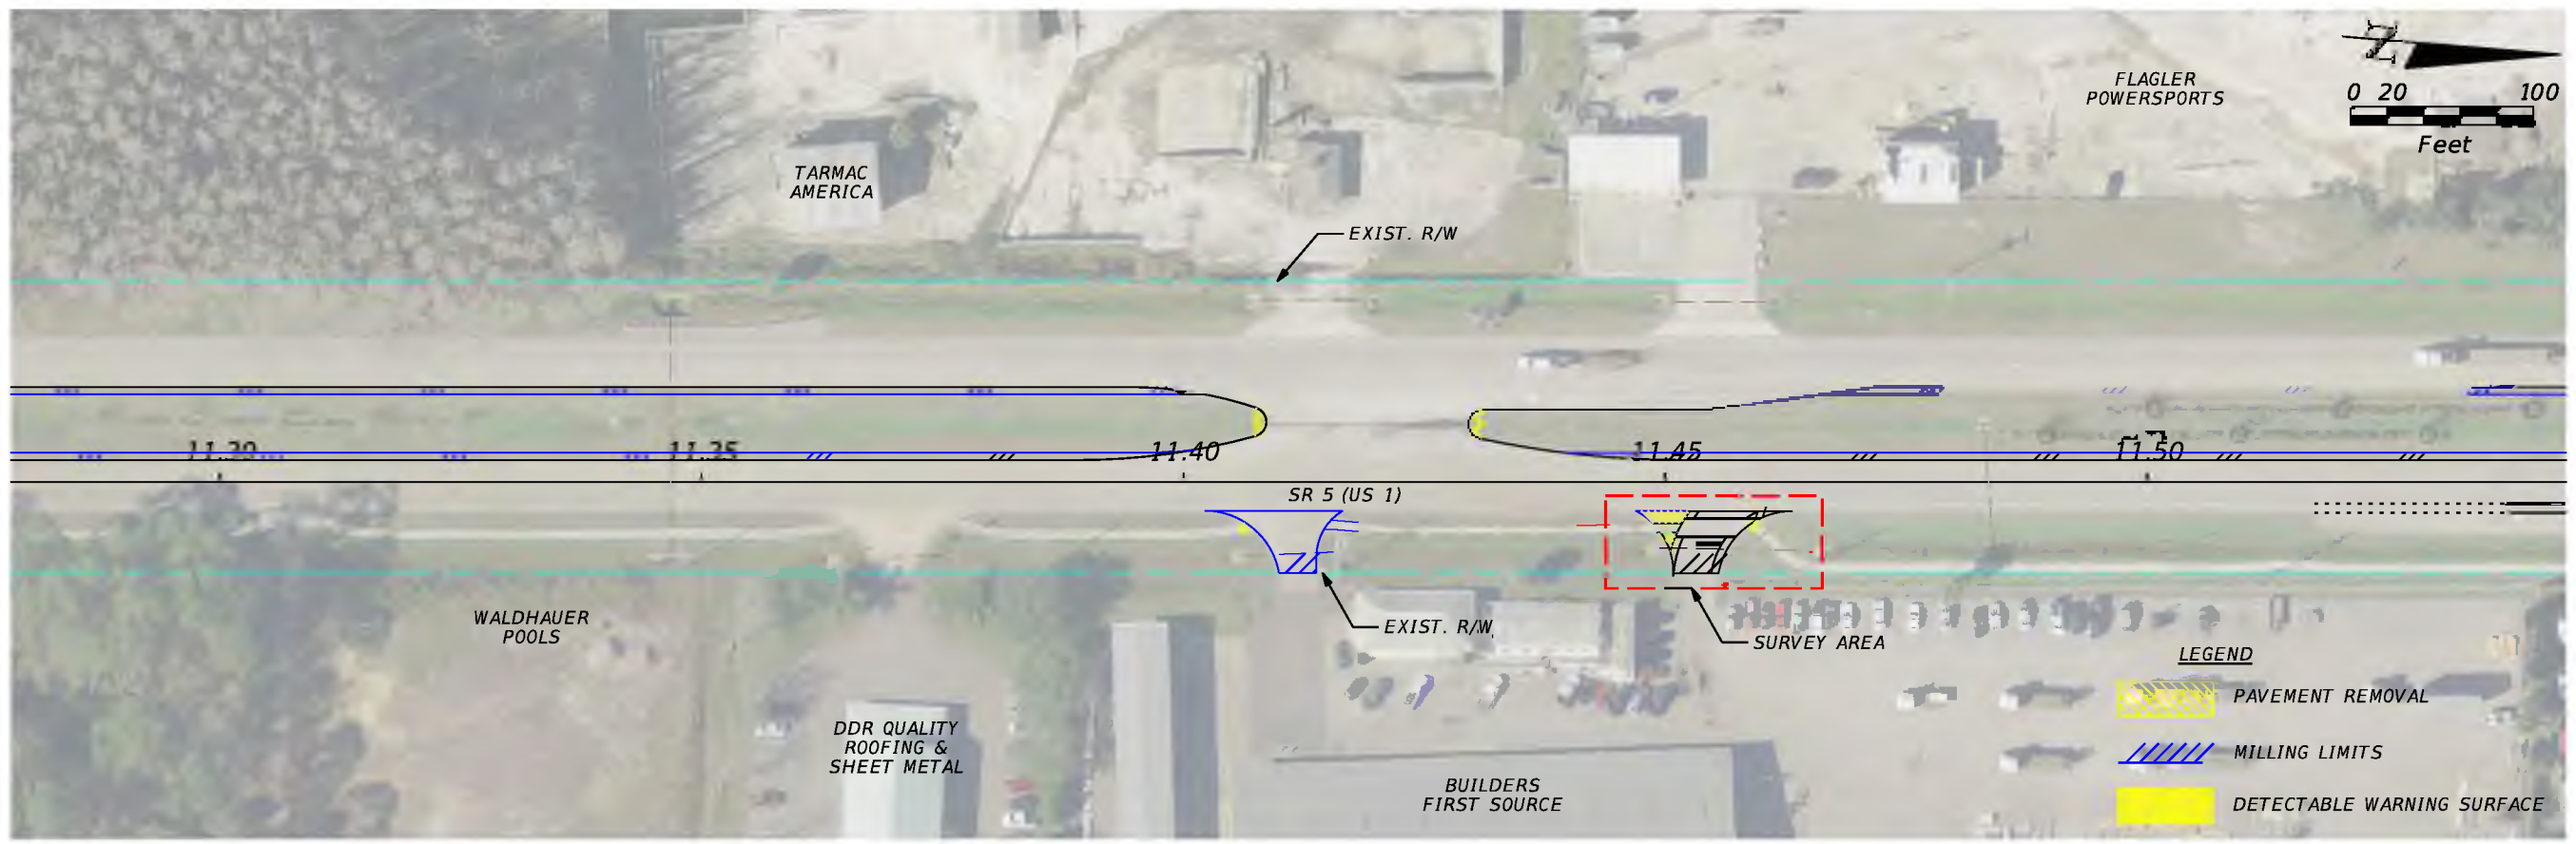 N
0 20 100
Feet
FLAGLER
POWERSPORTS
TARMAC
AMERICA
EXIST. R/W
11.30
11.35
11.40
11.45
11.50
SR 5 (US 1)
EXIST. R/W
SURVEY AREA
WALDHAUER
POOLS
DDR QUALITY
ROOFING &
SHEET METAL
BUILDERS
FIRST SOURCE
LEGEND
PAVEMENT REMOVAL
MILLING LIMITS
DETECTABLE WARNING SURFACE